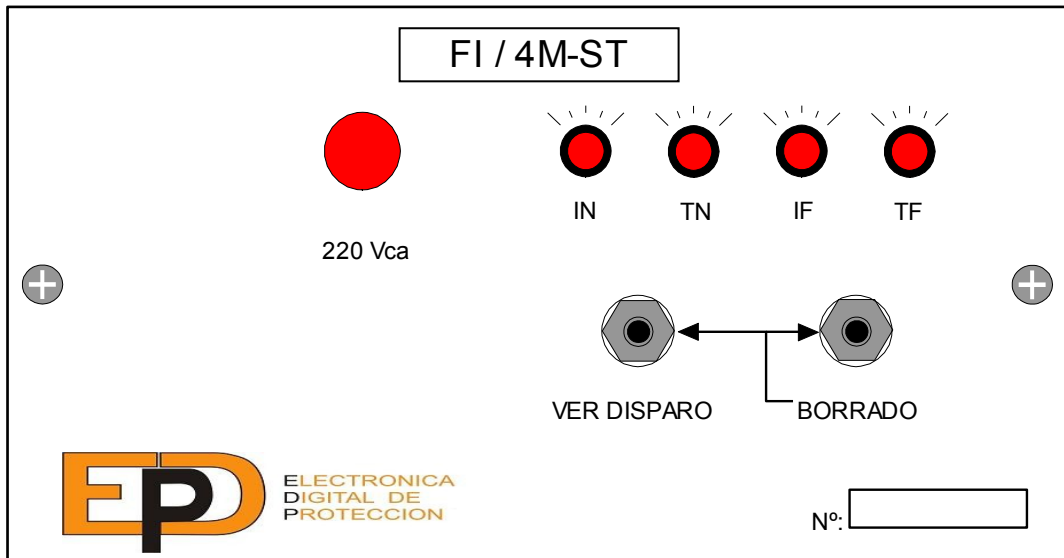 FI / 4M-ST
IN TN IF TF
220 Vca
VER DISPARO BORRADO
EPD
ELECTRONICA
DIGITAL DE
PROTECCION
Nº: